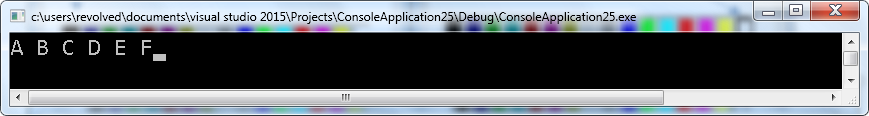 c:\users\revolved\documents\visual studio 2015\Projects\ConsoleApplication25\Debug\ConsoleApplication25.exe
A B C D E F